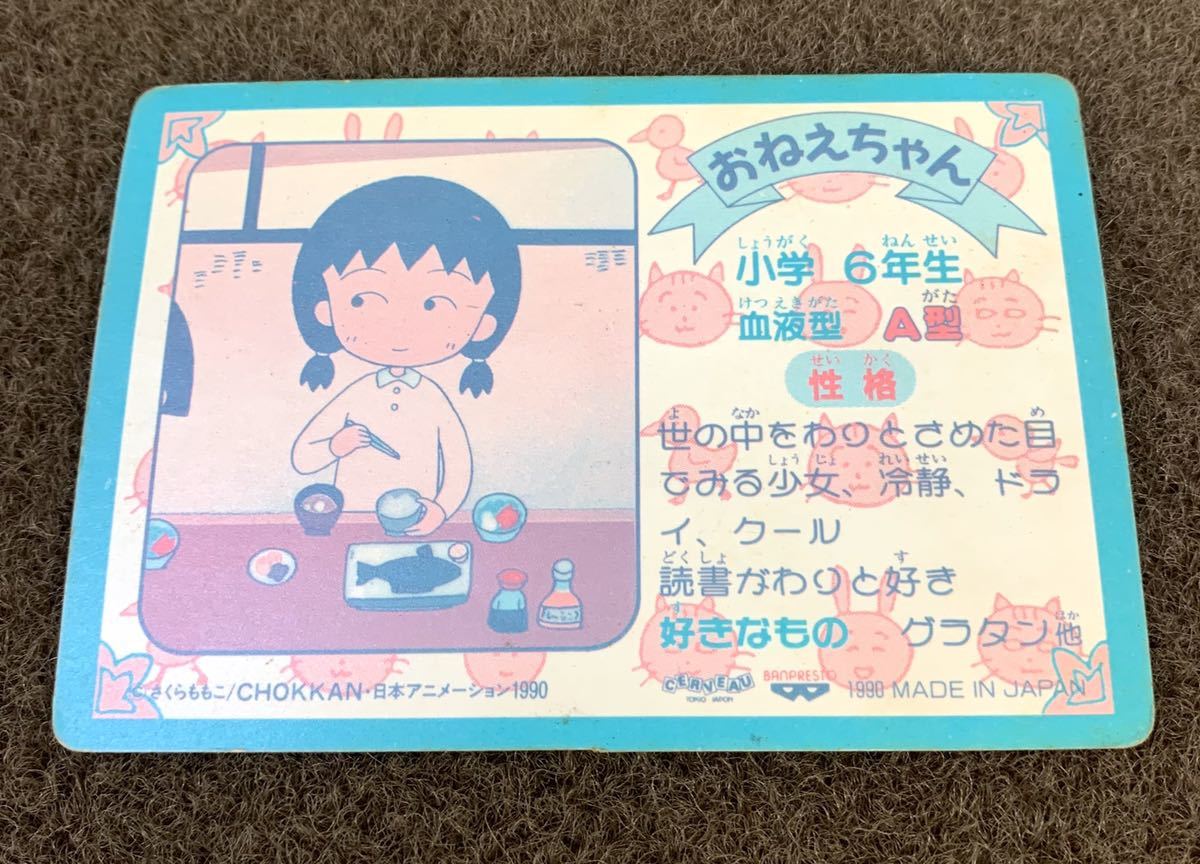 おねえちゃん
しょうがく ねんせい
小学 6年生
けつえきがた がた
血液型 A型
せいかく
性格
よ なか め
世の中をわりとさめた目
しょうじょ れいせい
でみる少女、冷静、ドラ
イ、クール
どくしょ す
読書がわりと好き
す ほか
好きなもの グラタン他
©さくらももこ/CHOKKAN・日本アニメーション1990
CERVEAU
TOKYO JAPAN
BANPRESTO
1990 MADE IN JAPAN